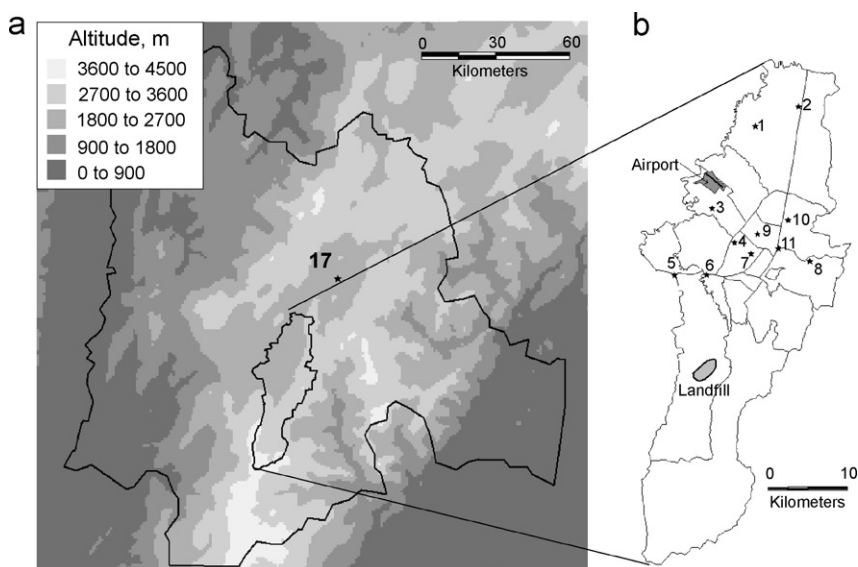 a
Altitude, m
3600 to 4500
2700 to 3600
1800 to 2700
900 to 1800
0 to 900
0 30 60
Kilometers
17
b
2
1
Airport
3
10
9
4
11
7
8
5
6
Landfill
0 10
Kilometers